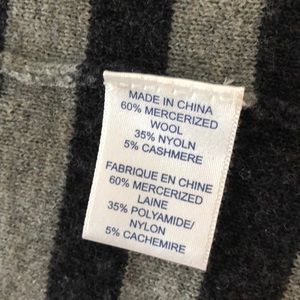 MADE IN CHINA
60% MERCERIZED
WOOL
35% NYOLN
5% CASHMERE
FABRIQUE EN CHINE
60% MERCERIZED
LAINE
35% POLYAMIDE/
NYLON
5% CACHEMIRE